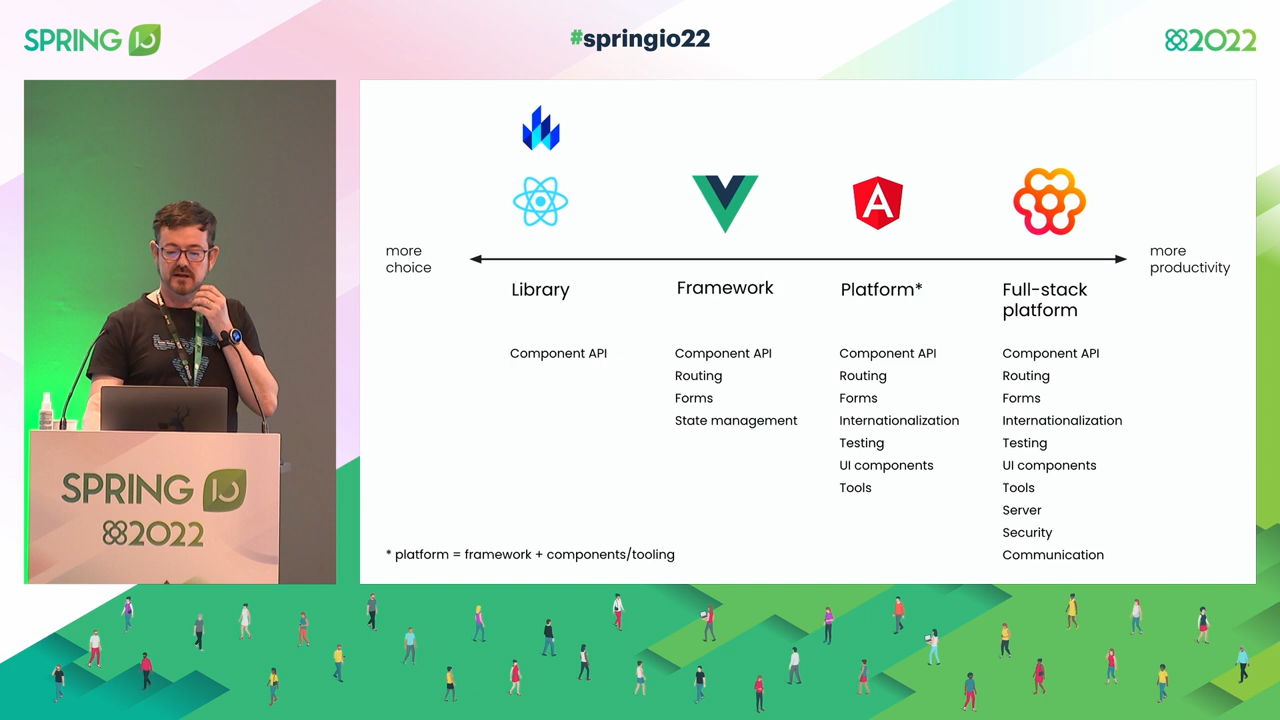 SPRING IO
#springio22
2022
more
choice
more
productivity
Library
Framework
Platform*
Full-stack
platform
Component API
Component API
Routing
Forms
State management
Component API
Routing
Forms
Internationalization
Testing
UI components
Tools
Component API
Routing
Forms
Internationalization
Testing
UI components
Tools
Server
Security
Communication
* platform = framework + components/tooling
SPRING IO
2022